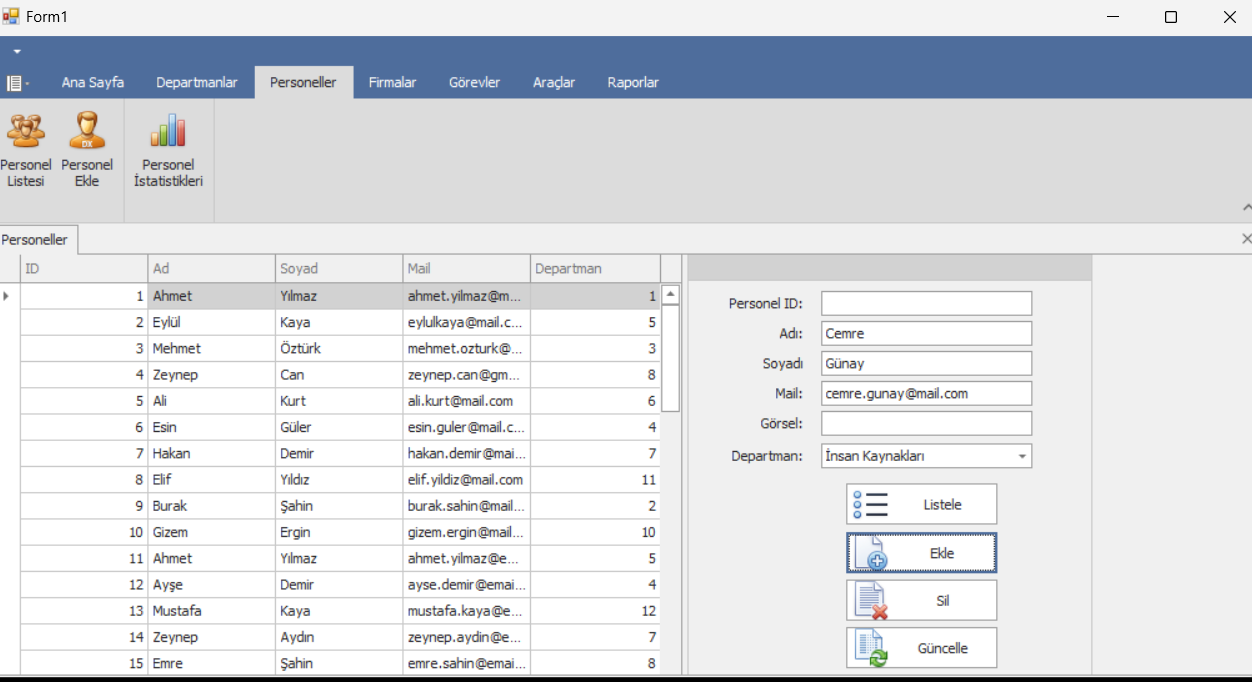 Form1
Ana Sayfa Departmanlar Personeller Firmalar Görevler Araçlar Raporlar
Personel Listesi
Personel Ekle
DX
Personel İstatistikleri
Personeller
ID Ad Soyad Mail Departman
1 Ahmet Yılmaz ahmet.yilmaz@m... 1
2 Eylül Kaya eylulkaya@mail.c... 5
3 Mehmet Öztürk mehmet.ozturk@... 3
4 Zeynep Can zeynep.can@gm... 8
5 Ali Kurt ali.kurt@mail.com 6
6 Esin Güler esin.guler@mail.c... 4
7 Hakan Demir hakan.demir@mai... 7
8 Elif Yıldız elif.yildiz@mail.com 11
9 Burak Şahin burak.sahin@mail... 2
10 Gizem Ergin gizem.ergin@mail... 10
11 Ahmet Yılmaz ahmet.yilmaz@e... 5
12 Ayşe Demir ayse.demir@emai... 4
13 Mustafa Kaya mustafa.kaya@e... 12
14 Zeynep Aydın zeynep.aydin@e... 7
15 Emre Şahin emre.sahin@emai... 8
Personel ID:
Adı: Cemre
Soyadı Günay
Mail: cemre.gunay@mail.com
Görsel:
Departman: İnsan Kaynakları
Listele
Ekle
Sil
Güncelle